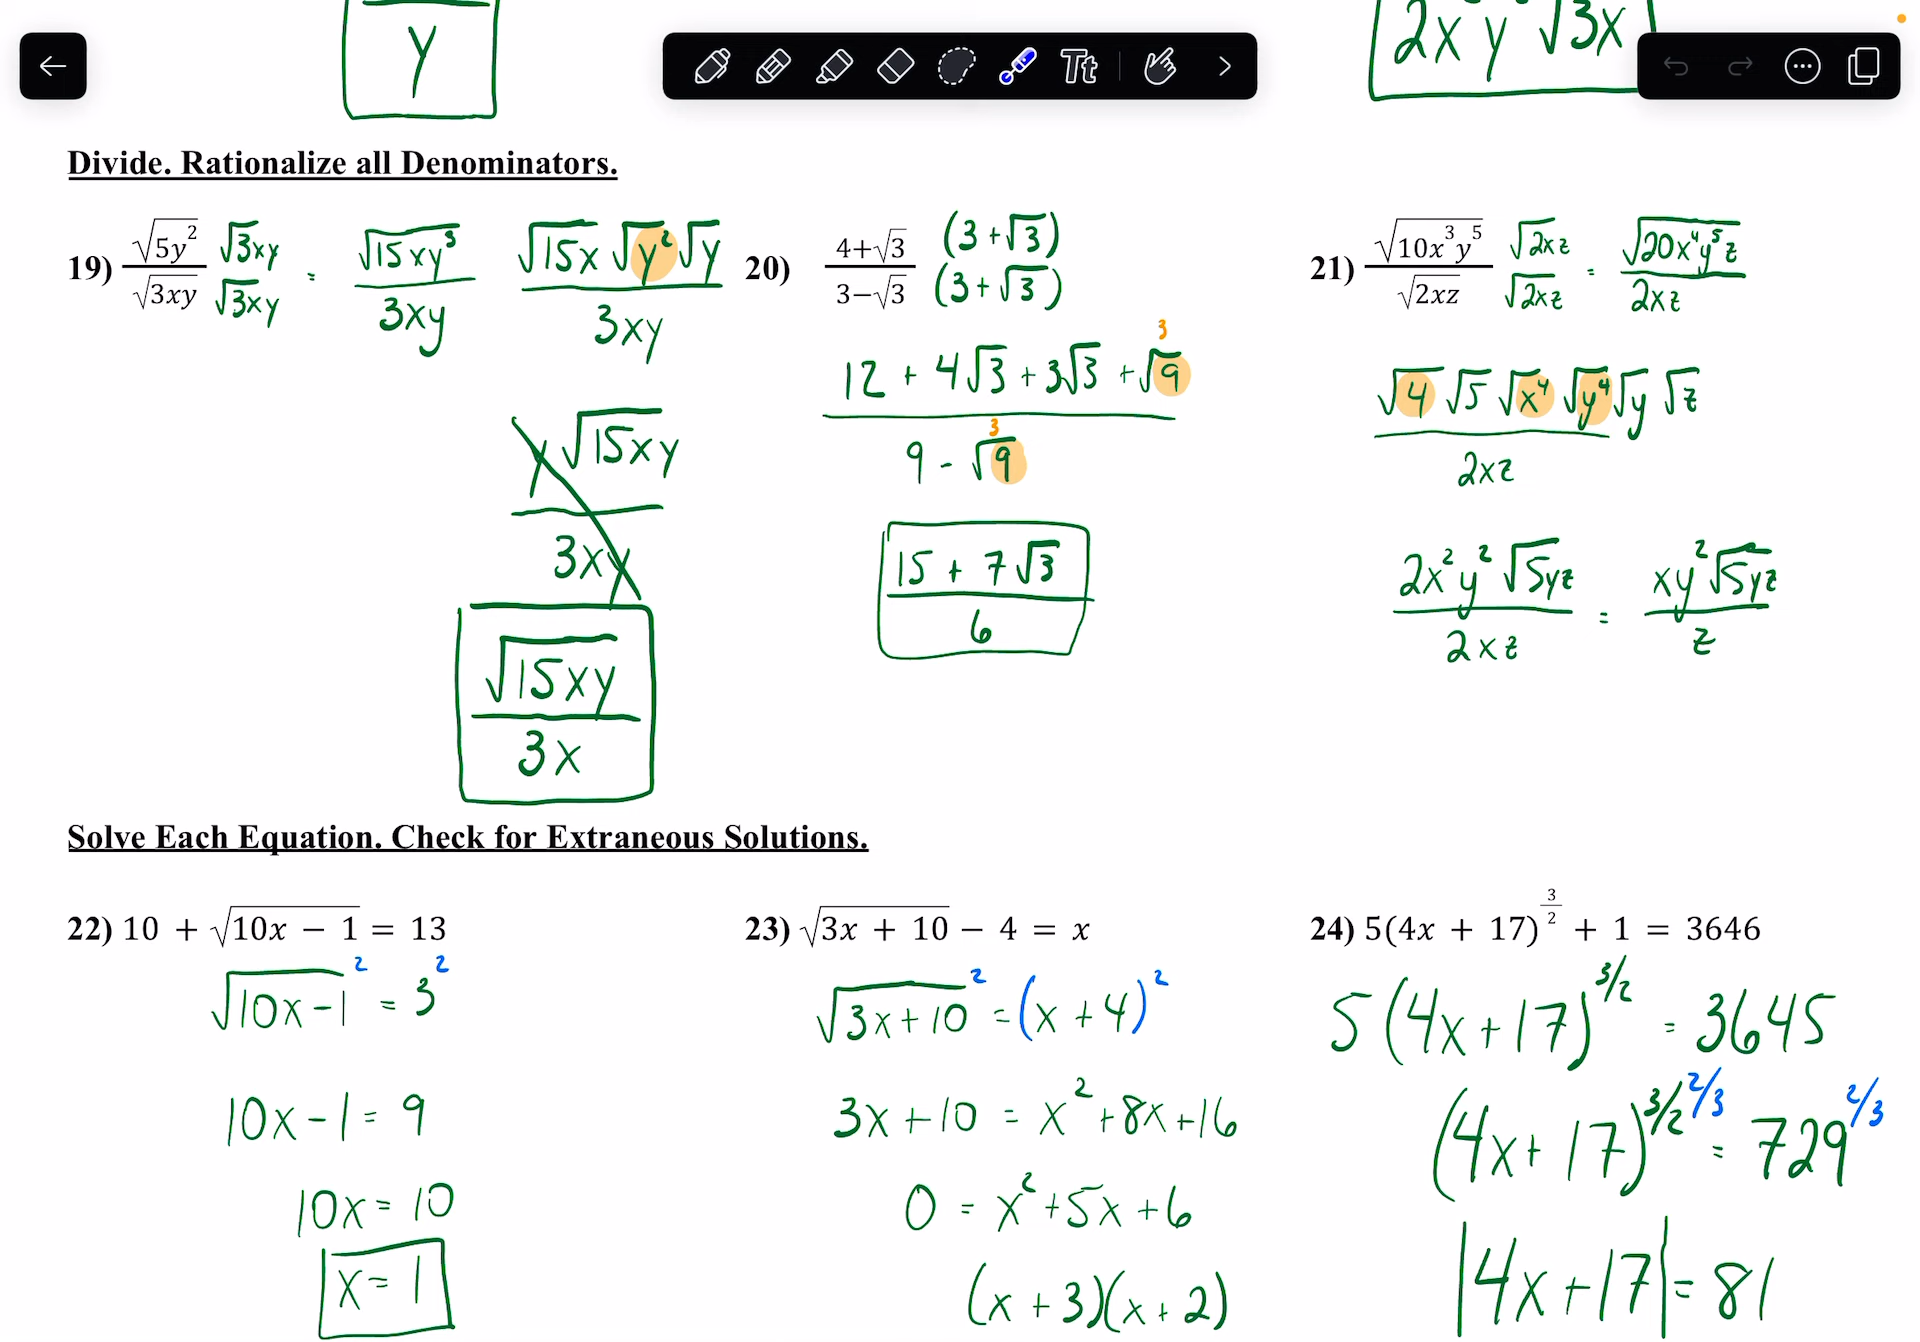 y
2x y √3x
Tt
Divide. Rationalize all Denominators.
19) √5y² / √3xy √3xy / √3xy = √15xy³ / 3xy √15x √y² √y / 3xy
y√15xy / 3xy
√15xy / 3x
20) 4+√3 / 3−√3 (3+√3) / (3+√3)
12 + 4√3 + 3√3 + √9 3 / 9 - √9 3
15 + 7√3 / 6
21) √10x³y⁵ / √2xz √2xz / √2xz = √20x⁴y⁵z / 2xz
√4 √5 √x⁴ √y⁴ √y √z / 2xz
2x²y²√5yz / 2xz = xy²√5yz / z
Solve Each Equation. Check for Extraneous Solutions.
22) 10 + √10x − 1 = 13
√10x-1² = 3²
10x-1 = 9
10x = 10
x = 1
23) √3x + 10 − 4 = x
√3x+10² = (x+4)²
3x+10 = x²+8x+16
0 = x²+5x+6
(x+3)(x+2)
24) 5(4x + 17)^3/2 + 1 = 3646
5(4x+17)^3/2 = 3645
(4x+17)^3/2 ^2/3 = 729^2/3
|4x+17| = 81